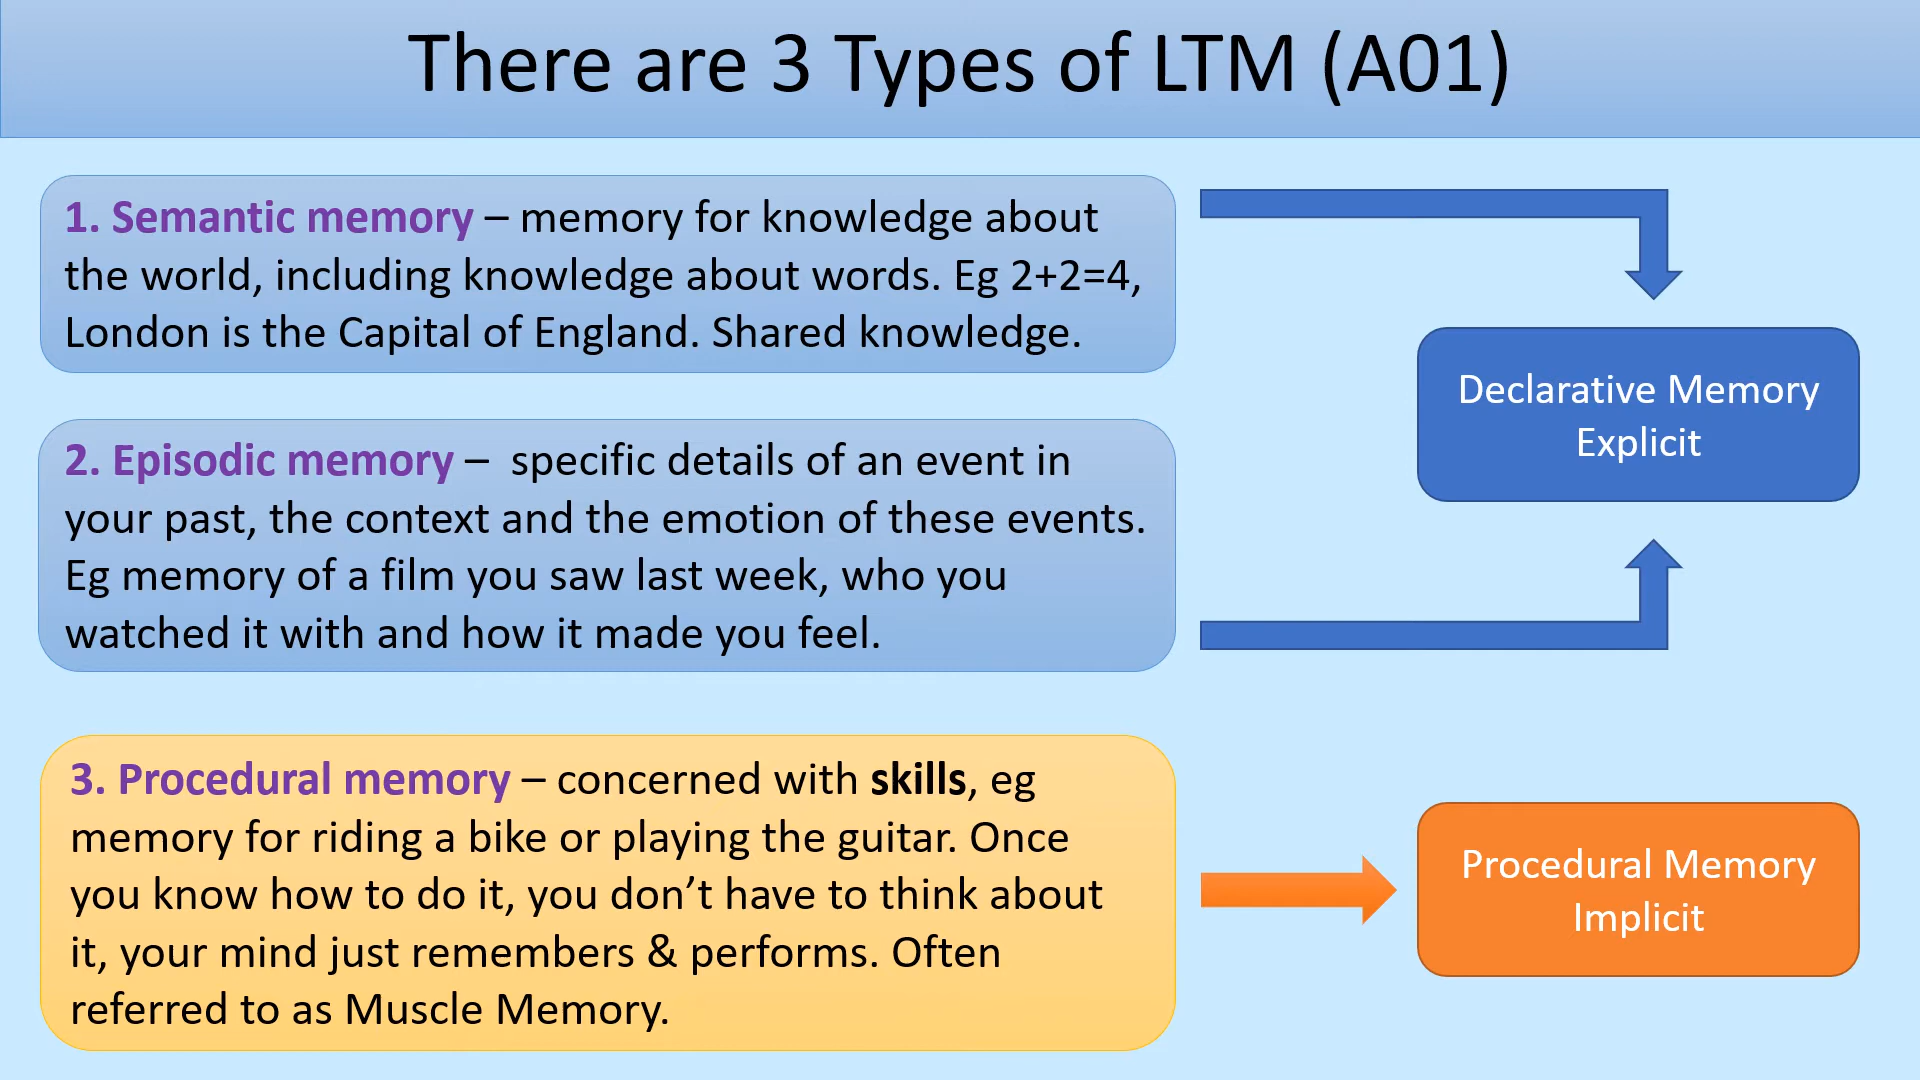 There are 3 Types of LTM (A01)
1. Semantic memory – memory for knowledge about
the world, including knowledge about words. Eg 2+2=4,
London is the Capital of England. Shared knowledge.
2. Episodic memory – specific details of an event in
your past, the context and the emotion of these events.
Eg memory of a film you saw last week, who you
watched it with and how it made you feel.
Declarative Memory
Explicit
3. Procedural memory – concerned with skills, eg
memory for riding a bike or playing the guitar. Once
you know how to do it, you don’t have to think about
it, your mind just remembers & performs. Often
referred to as Muscle Memory.
Procedural Memory
Implicit